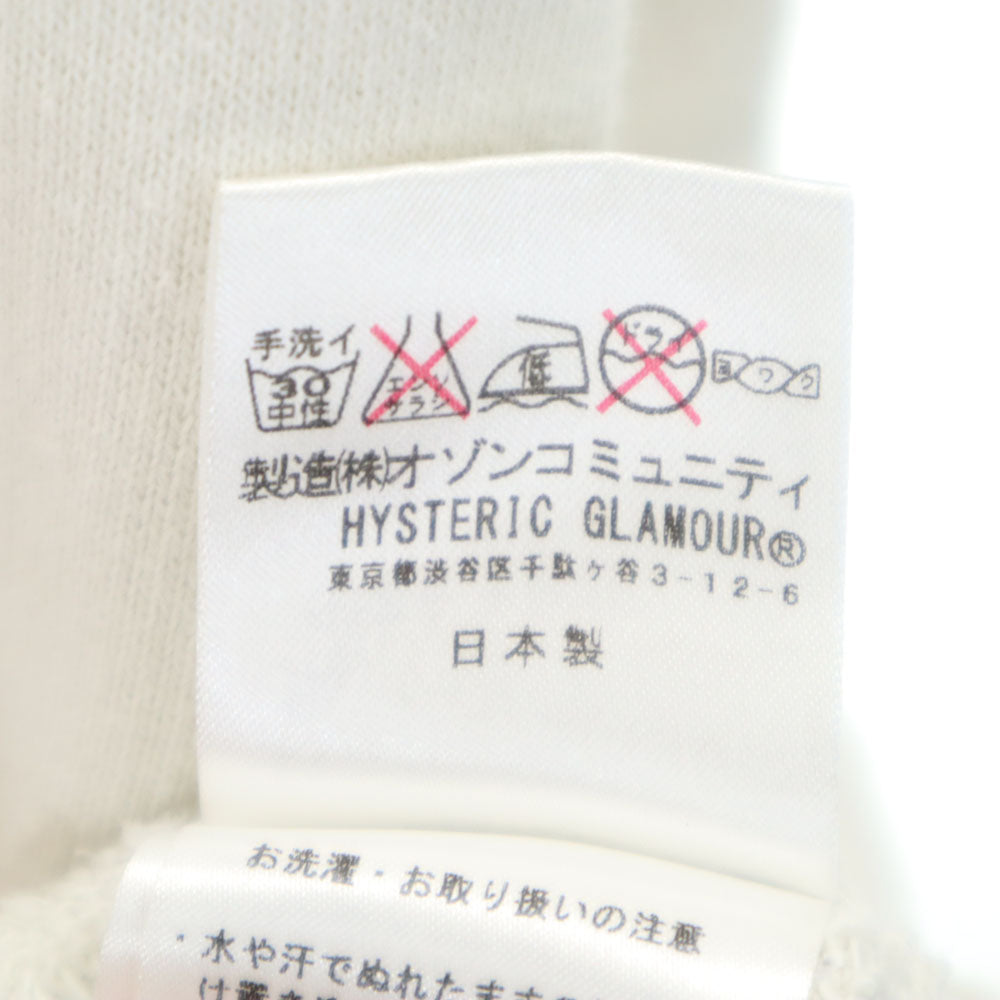 手洗イ
30
中性
エンソ
サラシ
低
ドライ
ヨワク
製造(株)オゾンコミュニティ
HYSTERIC GLAMOUR®
東京都渋谷区千駄ヶ谷3-12-6
日本製
お洗濯・お取り扱いの注意
・水や汗でぬれたまま